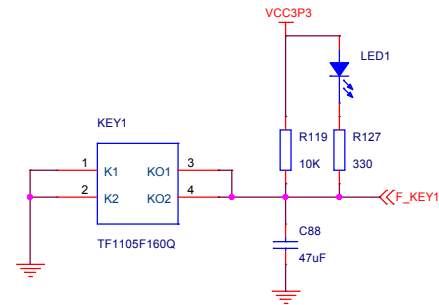 VCC3P3
LED1
R119
R127
10K
330
KEY1
1
K1
KO1
3
2
K2
KO2
4
TF1105F160Q
F_KEY1
C88
47uF